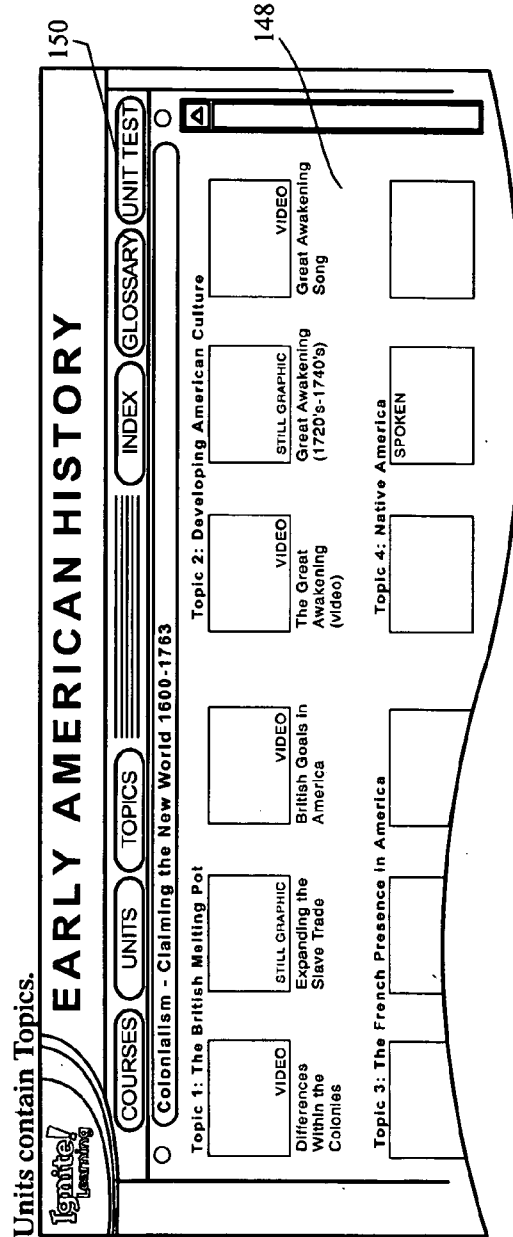 Units contain Topics.
Ignite!
Learning
EARLY AMERICAN HISTORY
150
COURSES UNITS TOPICS INDEX GLOSSARY UNIT TEST
Colonialism - Claiming the New World 1600-1763
Topic 1: The British Melting Pot
Topic 2: Developing American Culture
VIDEO
Differences
Within the
Colonies
STILL GRAPHIC
Expanding the
Slave Trade
VIDEO
British Goals in
America
VIDEO
The Great
Awakening
(video)
STILL GRAPHIC
Great Awakening
(1720's-1740's)
VIDEO
Great Awakening
Song
148
Topic 3: The French Presence in America
Topic 4: Native America
SPOKEN